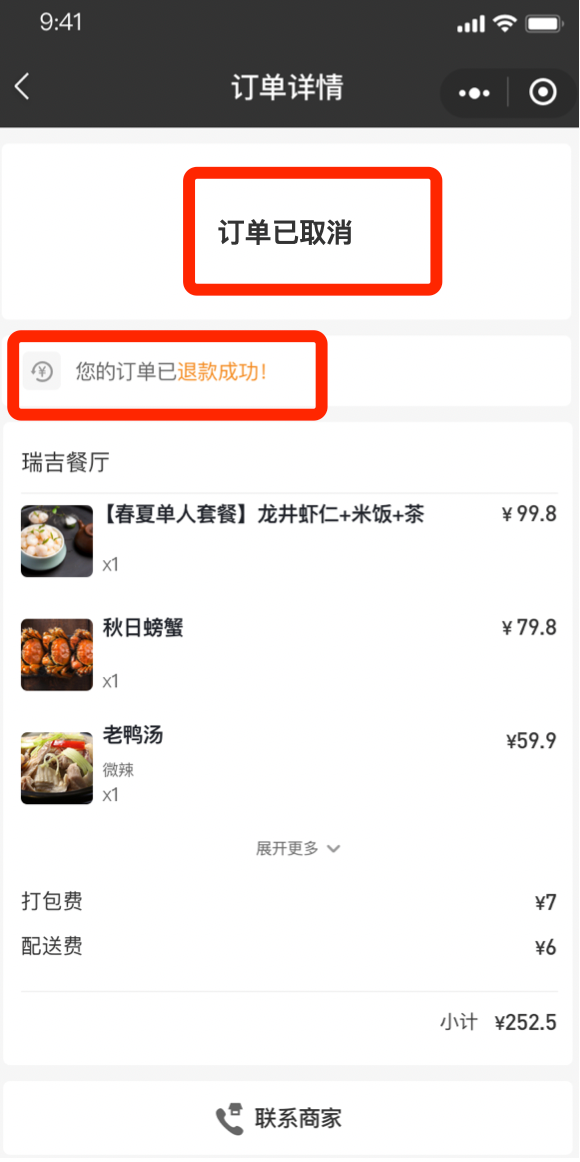 9:41
订单详情
订单已取消
您的订单已退款成功!
瑞吉餐厅
【春夏单人套餐】龙井虾仁+米饭+茶 ¥99.8
x1
秋日螃蟹 ¥79.8
x1
老鸭汤 ¥59.9
微辣
x1
展开更多
打包费 ¥7
配送费 ¥6
小计 ¥252.5
联系商家